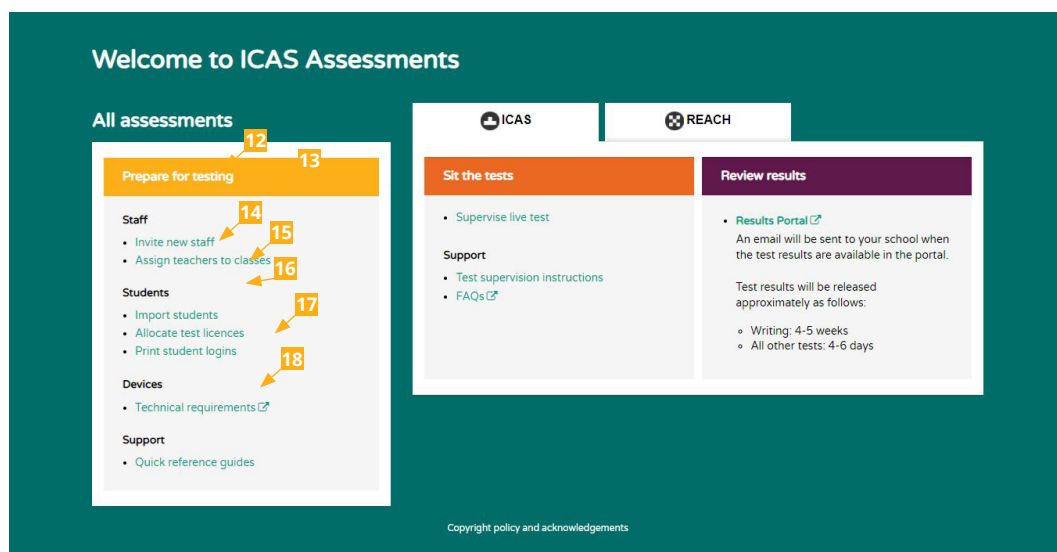 Welcome to ICAS Assessments
All assessments
12
13
Prepare for testing
Staff
14
• Invite new staff
15
• Assign teachers to classes
16
Students
• Import students
17
• Allocate test licences
• Print student logins
18
Devices
• Technical requirements
Support
• Quick reference guides
ICAS
REACH
Sit the tests
• Supervise live test
Support
• Test supervision instructions
• FAQs
Review results
• Results Portal
An email will be sent to your school when
the test results are available in the portal.
Test results will be released
approximately as follows:
Writing: 4-5 weeks
All other tests: 4-6 days
Copyright policy and acknowledgements